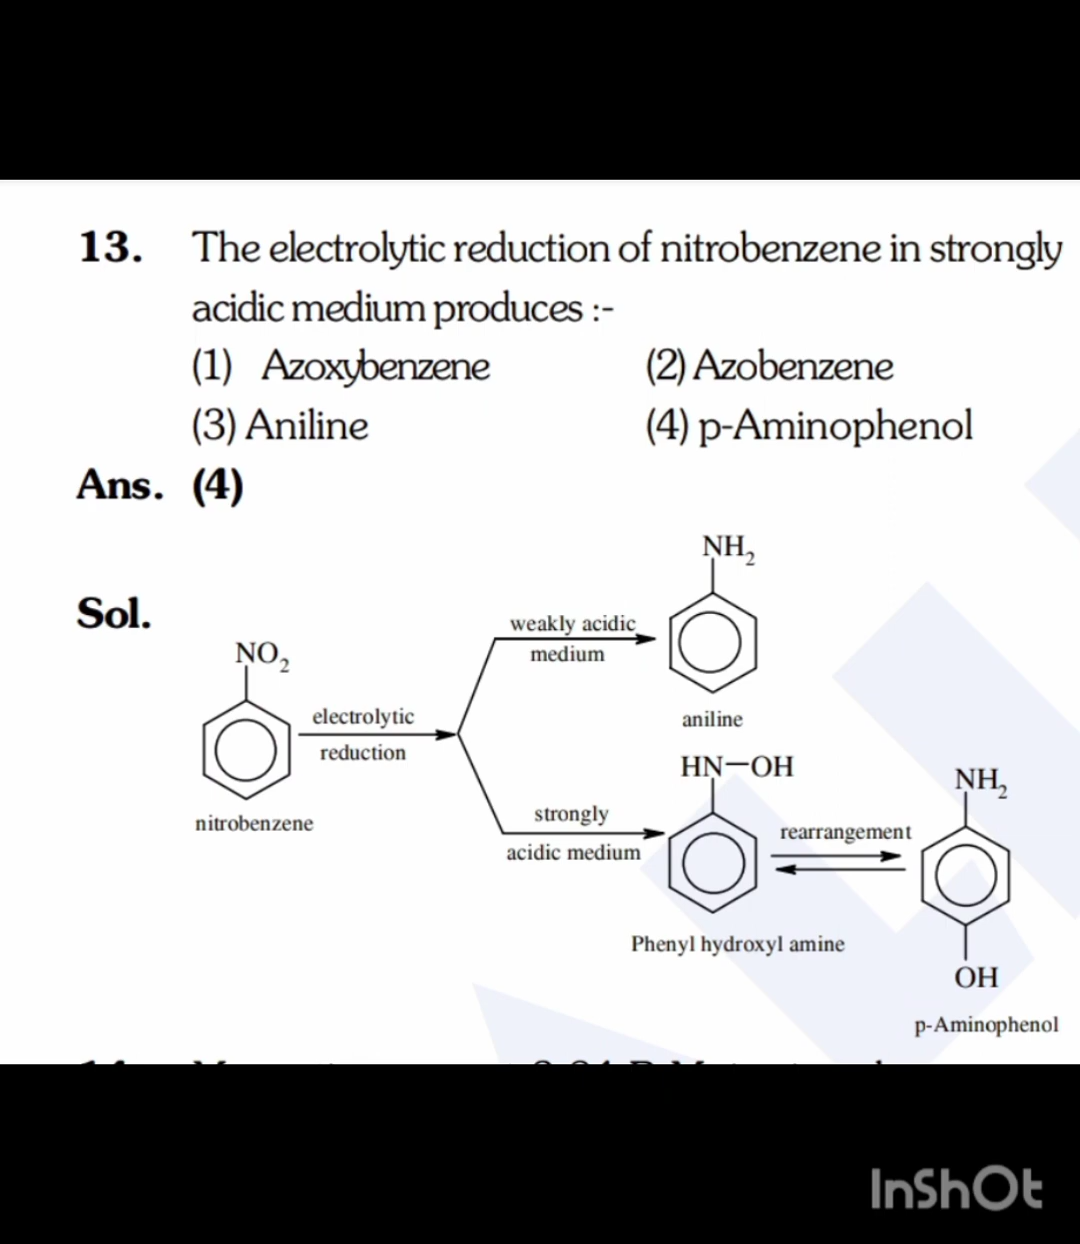 13. The electrolytic reduction of nitrobenzene in strongly
acidic medium produces :-
(1) Azoxybenzene (2) Azobenzene
(3) Aniline (4) p-Aminophenol
Ans. (4)
Sol.
NH2
weakly acidic
medium
aniline
NO2
electrolytic
reduction
nitrobenzene
HN—OH
strongly
acidic medium
Phenyl hydroxyl amine
rearrangement
NH2
OH
p-Aminophenol
InShOt